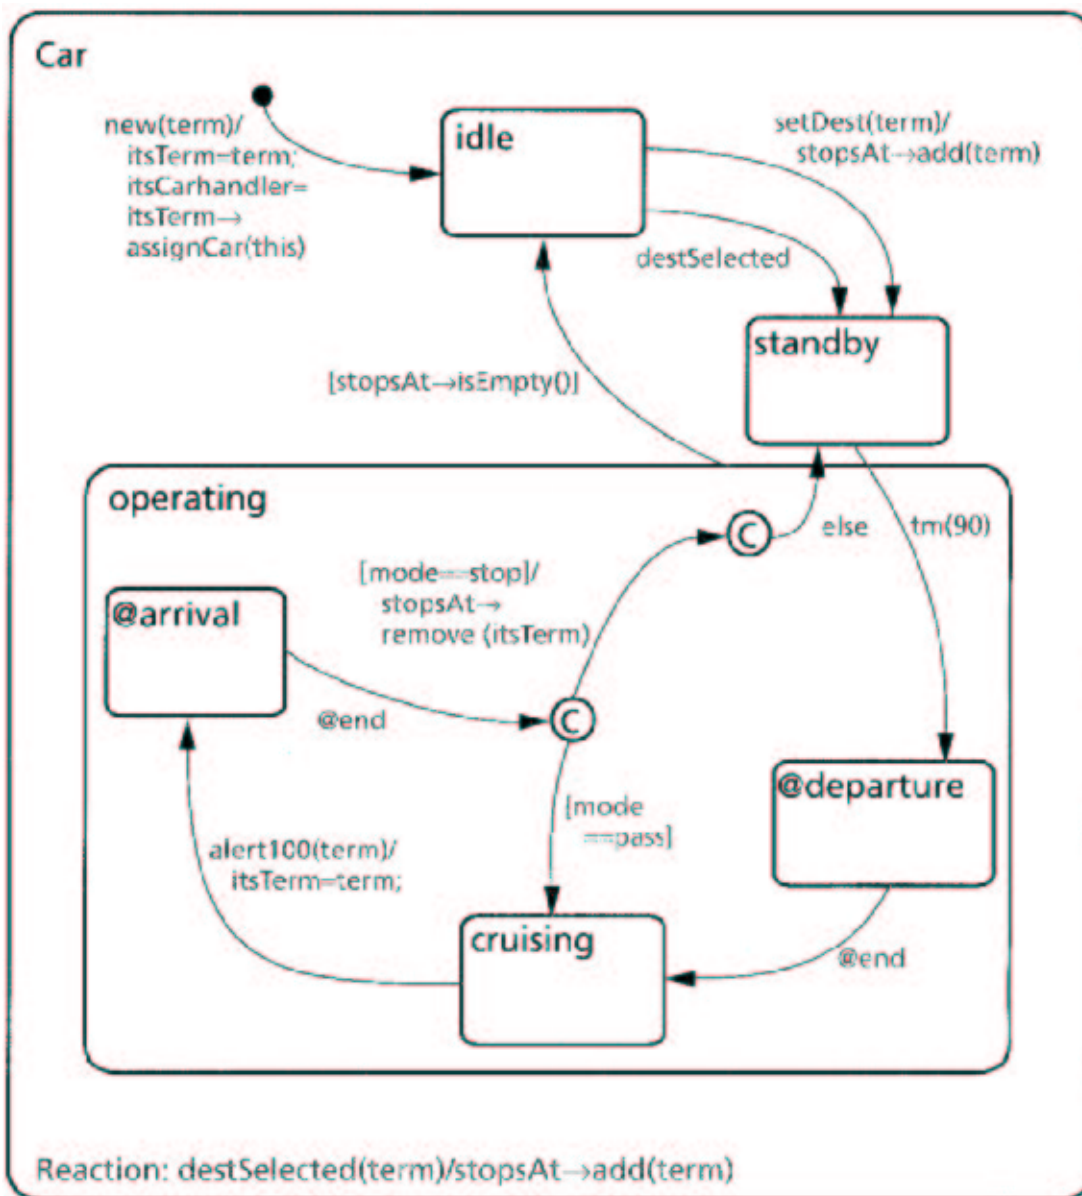 Car
new(term)/
itsTerm=term;
itsCarhandler=
itsTerm→
assignCar(this)
idle
setDest(term)/
stopsAt→add(term)
destSelected
standby
[stopsAt→isEmpty()]
operating
C
else
tm(90)
[mode==stop]/
stopsAt→
remove (itsTerm)
@arrival
@end
C
@departure
[mode
==pass]
alert100(term)/
itsTerm=term;
cruising
@end
Reaction: destSelected(term)/stopsAt→add(term)